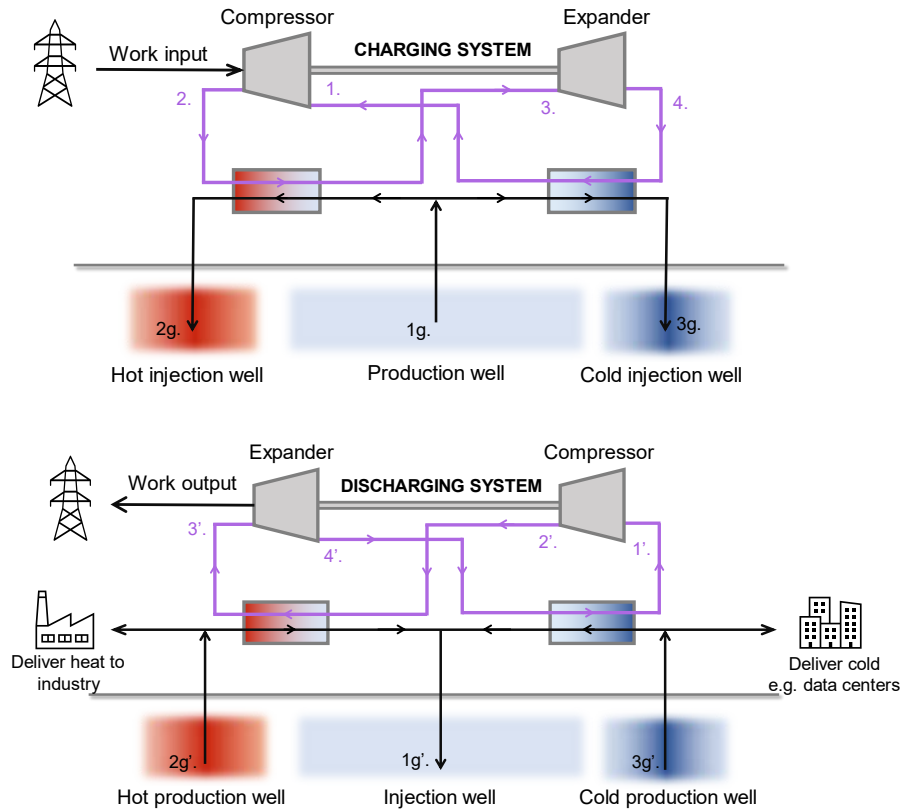 Compressor
Expander
CHARGING SYSTEM
Work input
2.
1.
3.
4.
2g.
1g.
3g.
Hot injection well
Production well
Cold injection well
Expander
Compressor
Work output
DISCHARGING SYSTEM
3’.
4’.
2’.
1’.
Deliver heat to
industry
Deliver cold
e.g. data centers
2g’.
1g’.
3g’.
Hot production well
Injection well
Cold production well